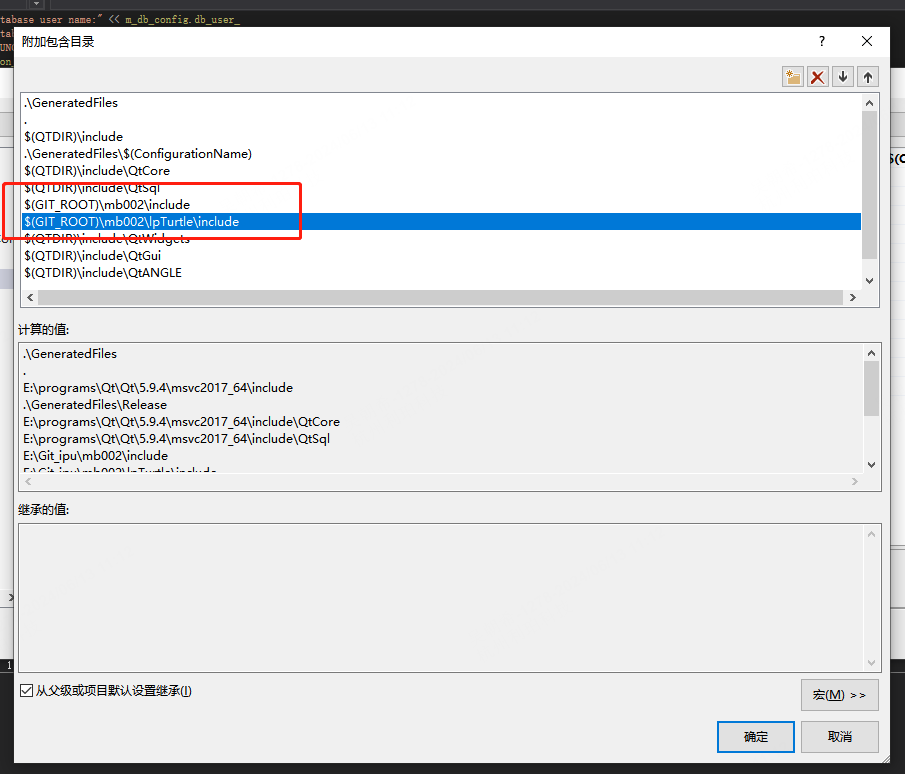 tabase user name:" << m_db_config.db_user_
附加包含目录
?
.\GeneratedFiles
.
$(QTDIR)\include
.\GeneratedFiles\$(ConfigurationName)
$(QTDIR)\include\QtCore
$(QTDIR)\include\QtSql
$(GIT_ROOT)\mb002\include
$(GIT_ROOT)\mb002\lpTurtle\include
$(QTDIR)\include\QtWidgets
$(QTDIR)\include\QtGui
$(QTDIR)\include\QtANGLE
计算的值:
.\GeneratedFiles
.
E:\programs\Qt\Qt\5.9.4\msvc2017_64\include
.\GeneratedFiles\Release
E:\programs\Qt\Qt\5.9.4\msvc2017_64\include\QtCore
E:\programs\Qt\Qt\5.9.4\msvc2017_64\include\QtSql
E:\Git_ipu\mb002\include
E:\Git_ipu\mb002\lpTurtle\include
继承的值:
从父级或项目默认设置继承(I)
宏(M) >>
确定
取消